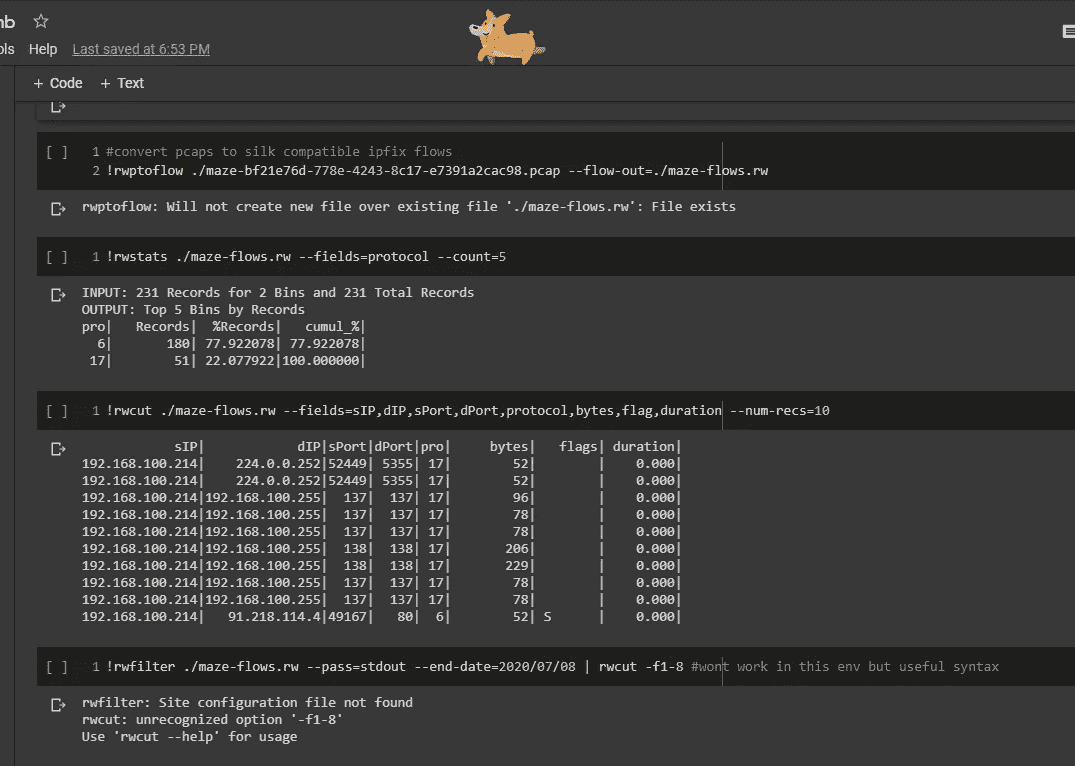 nb
ols Help Last saved at 6:53 PM
+ Code + Text
[ ] 1 #convert pcaps to silk compatible ipfix flows
2 !rwptoflow ./maze-bf21e76d-778e-4243-8c17-e7391a2cac98.pcap --flow-out=./maze-flows.rw
rwptoflow: Will not create new file over existing file './maze-flows.rw': File exists
[ ] 1 !rwstats ./maze-flows.rw --fields=protocol --count=5
INPUT: 231 Records for 2 Bins and 231 Total Records
OUTPUT: Top 5 Bins by Records
pro| Records| %Records| cumul_%|
6| 180| 77.922078| 77.922078|
17| 51| 22.077922|100.000000|
[ ] 1 !rwcut ./maze-flows.rw --fields=sIP,dIP,sPort,dPort,protocol,bytes,flag,duration --num-recs=10
sIP| dIP|sPort|dPort|pro| bytes| flags| duration|
192.168.100.214| 224.0.0.252|52449| 5355| 17| 52| | 0.000|
192.168.100.214| 224.0.0.252|52449| 5355| 17| 52| | 0.000|
192.168.100.214|192.168.100.255| 137| 137| 17| 96| | 0.000|
192.168.100.214|192.168.100.255| 137| 137| 17| 78| | 0.000|
192.168.100.214|192.168.100.255| 137| 137| 17| 78| | 0.000|
192.168.100.214|192.168.100.255| 138| 138| 17| 206| | 0.000|
192.168.100.214|192.168.100.255| 138| 138| 17| 229| | 0.000|
192.168.100.214|192.168.100.255| 137| 137| 17| 78| | 0.000|
192.168.100.214|192.168.100.255| 137| 137| 17| 78| | 0.000|
192.168.100.214| 91.218.114.4|49167| 80| 6| 52| S | 0.000|
[ ] 1 !rwfilter ./maze-flows.rw --pass=stdout --end-date=2020/07/08 | rwcut -f1-8 #wont work in this env but useful syntax
rwfilter: Site configuration file not found
rwcut: unrecognized option '-f1-8'
Use 'rwcut --help' for usage